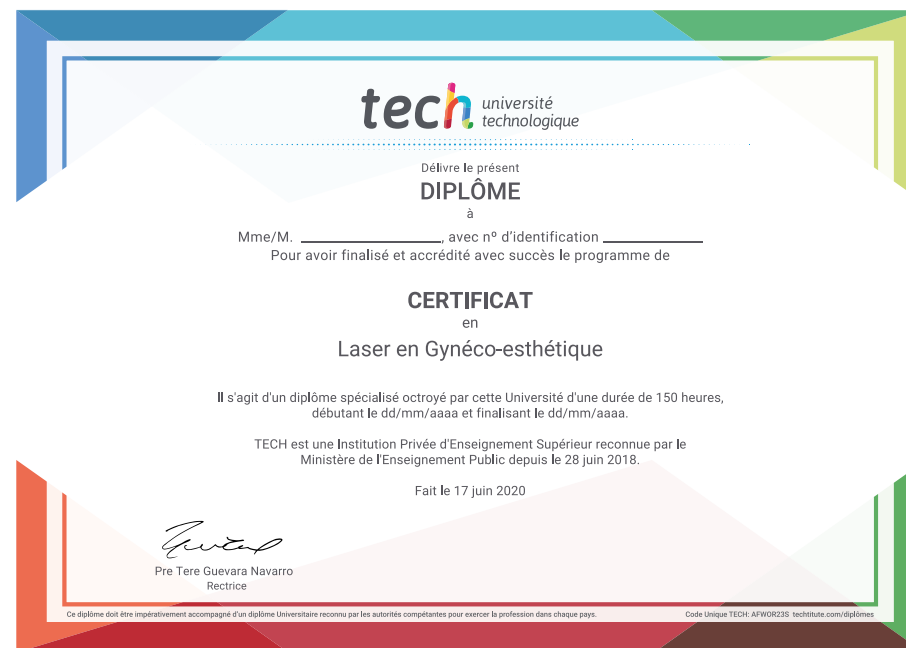 tech université
technologique
Délivre le présent
DIPLÔME
à
Mme/M. ____________________, avec nº d'identification ______________
Pour avoir finalisé et accrédité avec succès le programme de
CERTIFICAT
en
Laser en Gynéco-esthétique
Il s'agit d'un diplôme spécialisé octroyé par cette Université d'une durée de 150 heures,
débutant le dd/mm/aaaa et finalisant le dd/mm/aaaa.
TECH est une Institution Privée d'Enseignement Supérieur reconnue par le
Ministère de l'Enseignement Public depuis le 28 juin 2018.
Fait le 17 juin 2020
Pre Tere Guevara Navarro
Rectrice
Ce diplôme doit être impérativement accompagné d'un diplôme Universitaire reconnu par les autorités compétantes pour exercer la profession dans chaque pays.
Code Unique TECH: AFWOR23S techtitute.com/diplômes